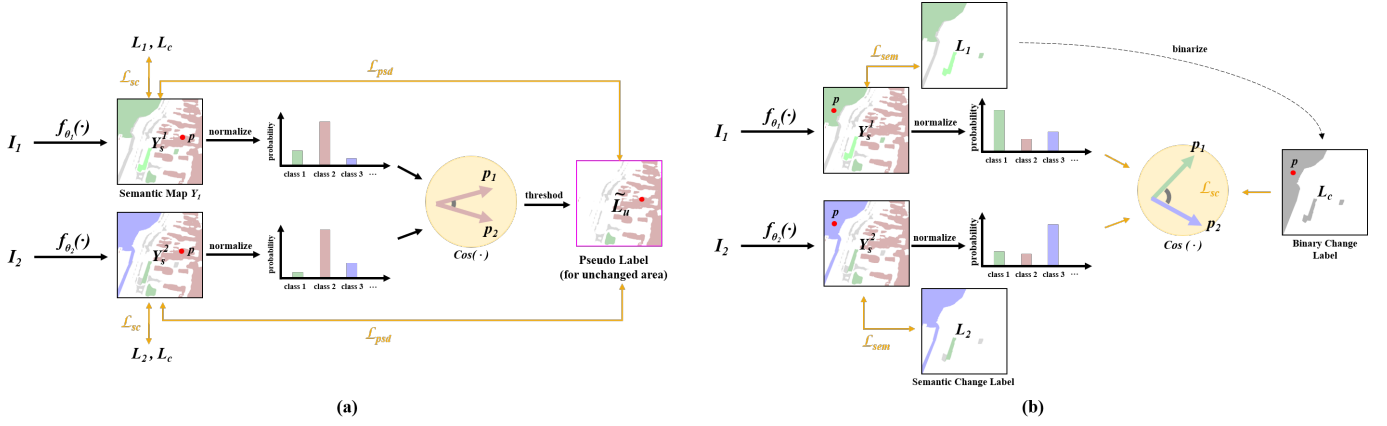 L1 , Lc
ℒsc
ℒpsd
I1
fθ1(·)
Ys1
p
normalize
probability
class 1 class 2 class 3 ...
Semantic Map Y1
p1
p2
Cos( · )
threshod
L̃u
Pseudo Label
(for unchanged area)
I2
fθ2(·)
Ys2
p
normalize
probability
class 1 class 2 class 3 ...
ℒsc
ℒpsd
L2 , Lc
(a)
ℒsem
L1
binarize
I1
fθ1(·)
p
Ys1
normalize
probability
class 1 class 2 class 3 ...
p1
ℒsc
p2
Cos ( · )
p
Lc
Binary Change
Label
I2
fθ2(·)
p
Ys2
normalize
probability
class 1 class 2 class 3 ...
ℒsem
L2
Semantic Change Label
(b)